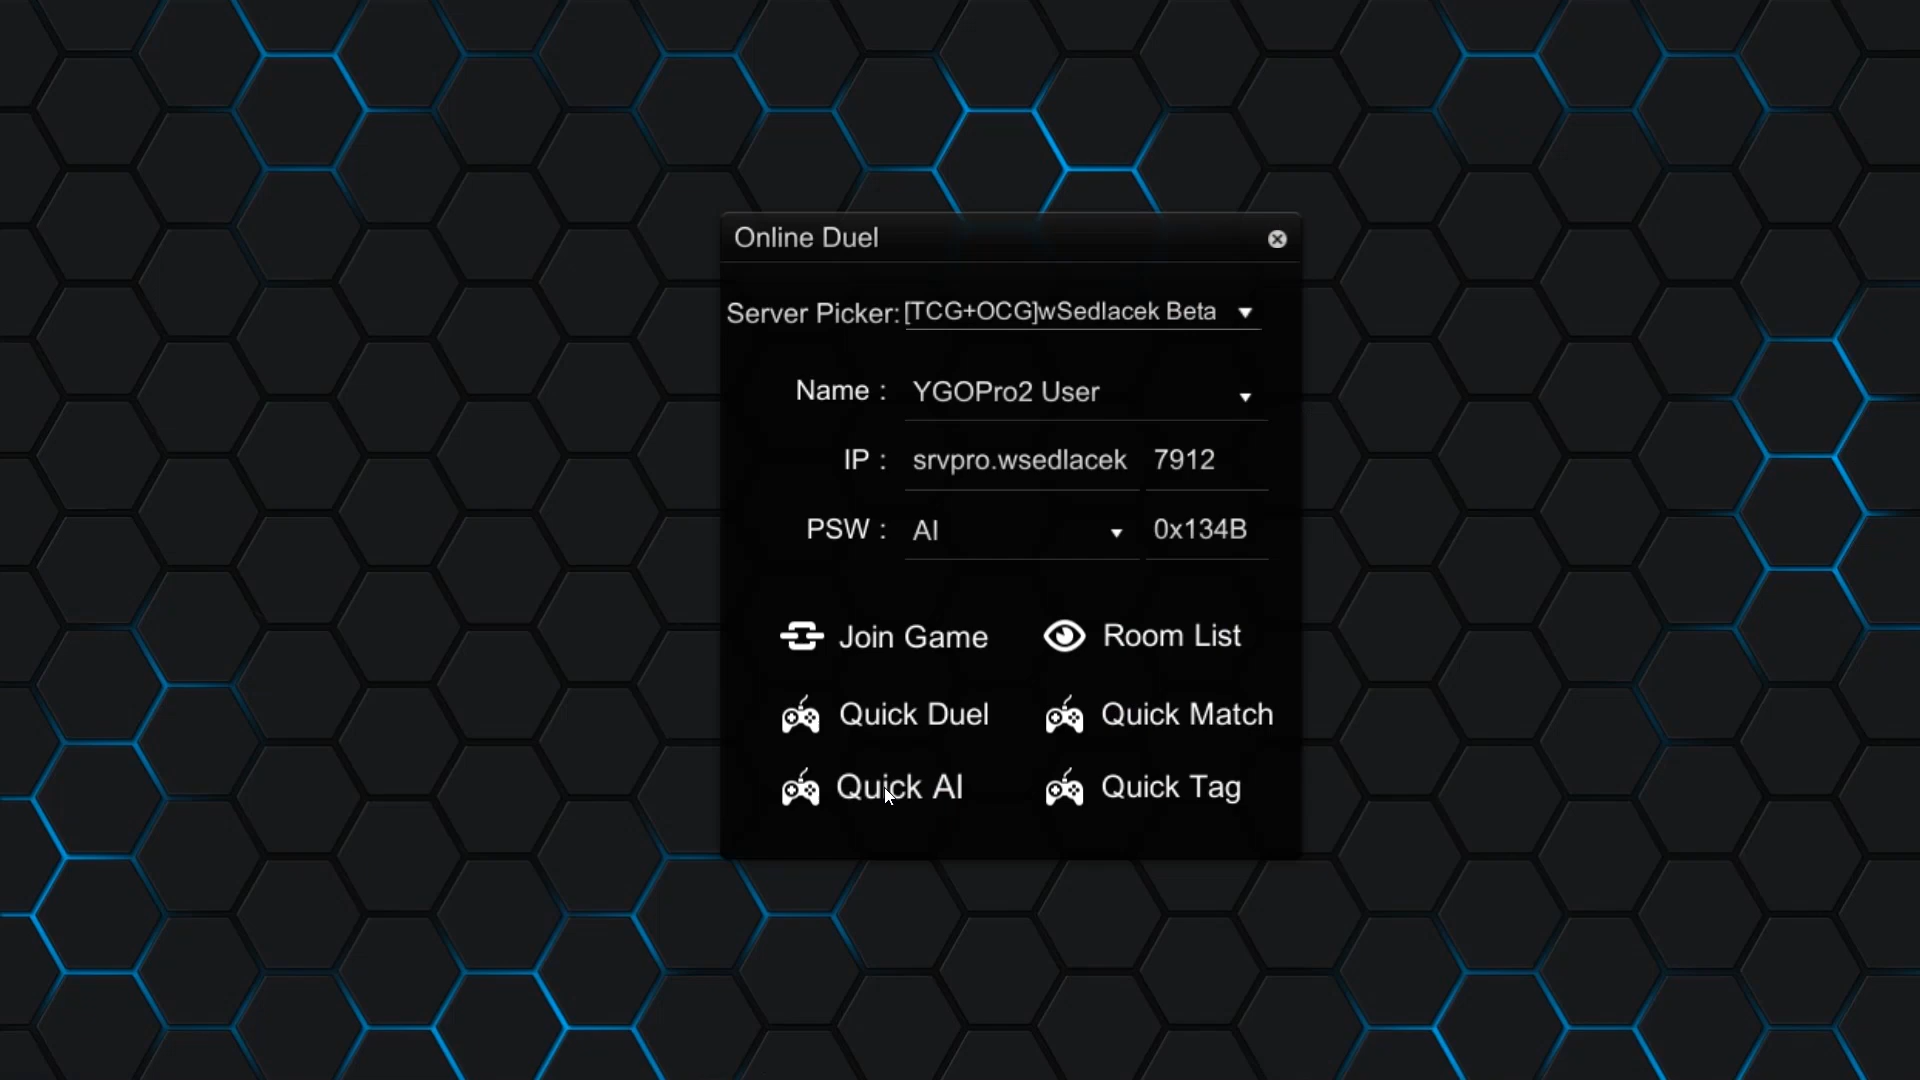 Online Duel
Server Picker: [TCG+OCG]wSedlacek Beta
Name : YGOPro2 User
IP : srvpro.wsedlacek 7912
PSW : AI 0x134B
Join Game Room List
Quick Duel Quick Match
Quick AI Quick Tag